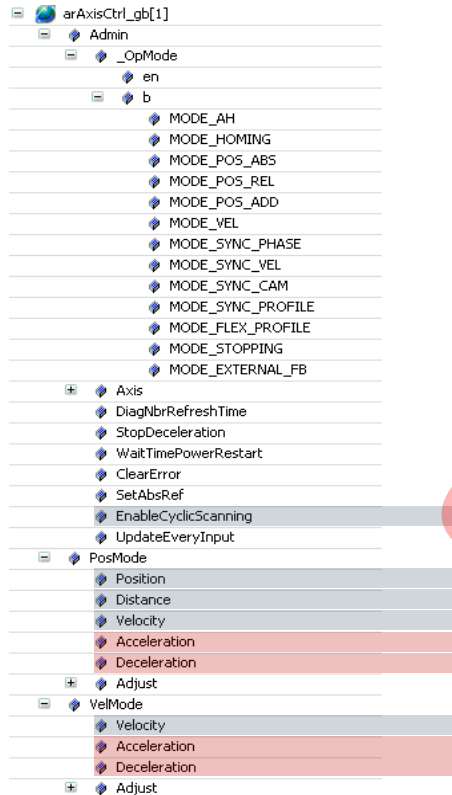 arAxisCtrl_gb[1]
Admin
_OpMode
en
b
MODE_AH
MODE_HOMING
MODE_POS_ABS
MODE_POS_REL
MODE_POS_ADD
MODE_VEL
MODE_SYNC_PHASE
MODE_SYNC_VEL
MODE_SYNC_CAM
MODE_SYNC_PROFILE
MODE_FLEX_PROFILE
MODE_STOPPING
MODE_EXTERNAL_FB
Axis
DiagNbrRefreshTime
StopDeceleration
WaitTimePowerRestart
ClearError
SetAbsRef
EnableCyclicScanning
UpdateEveryInput
PosMode
Position
Distance
Velocity
Acceleration
Deceleration
Adjust
VelMode
Velocity
Acceleration
Deceleration
Adjust